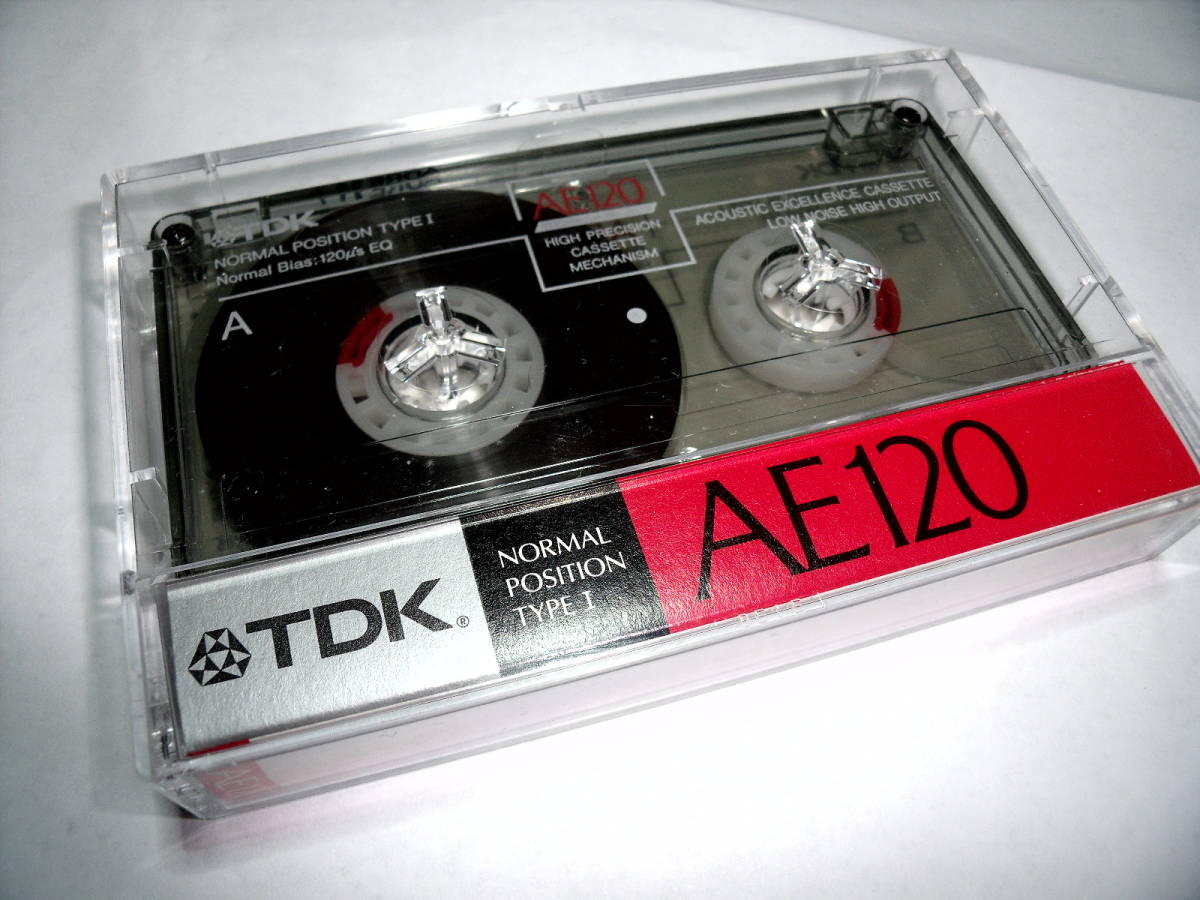 TDK
NORMAL POSITION TYPE I
Normal Bias:120μs EQ
A
AE120
HIGH PRECISION
CASSETTE
MECHANISM
ACOUSTIC EXCELLENCE CASSETTE
LOW NOISE HIGH OUTPUT
B
TDK®
NORMAL
POSITION
TYPE I
AE120